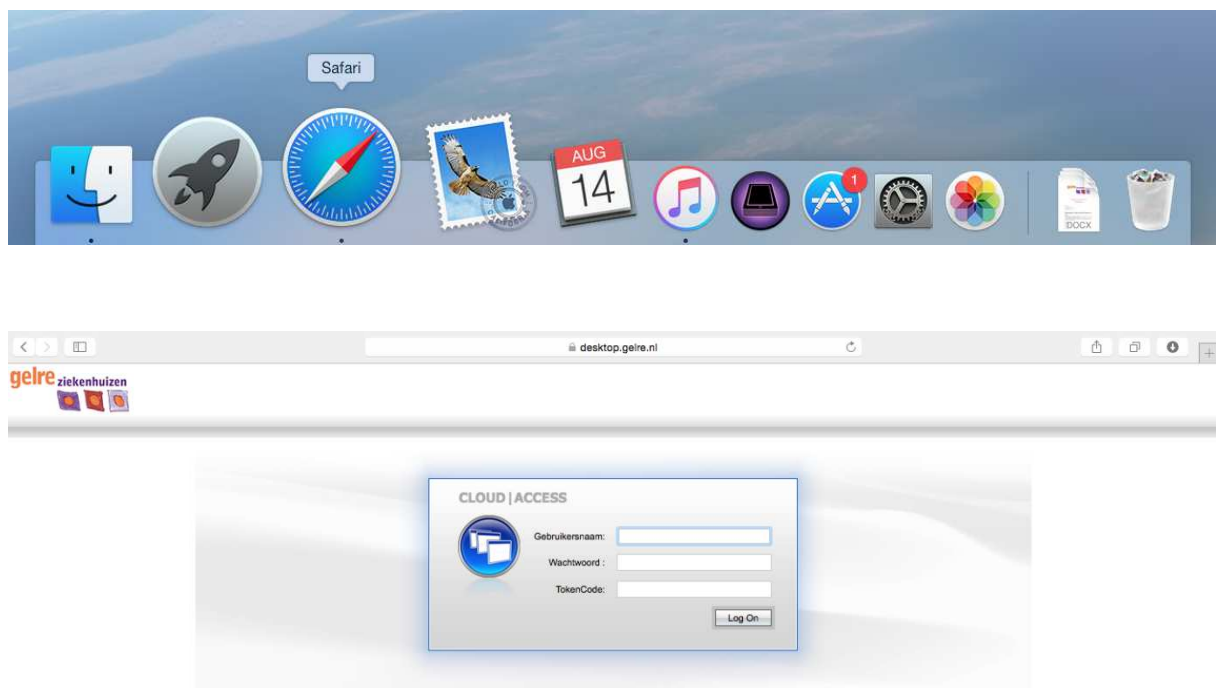 Safari
AUG
14
1
DOCX
desktop.gelre.nl
gelre ziekenhuizen
CLOUD | ACCESS
Gebruikersnaam:
Wachtwoord :
TokenCode:
Log On